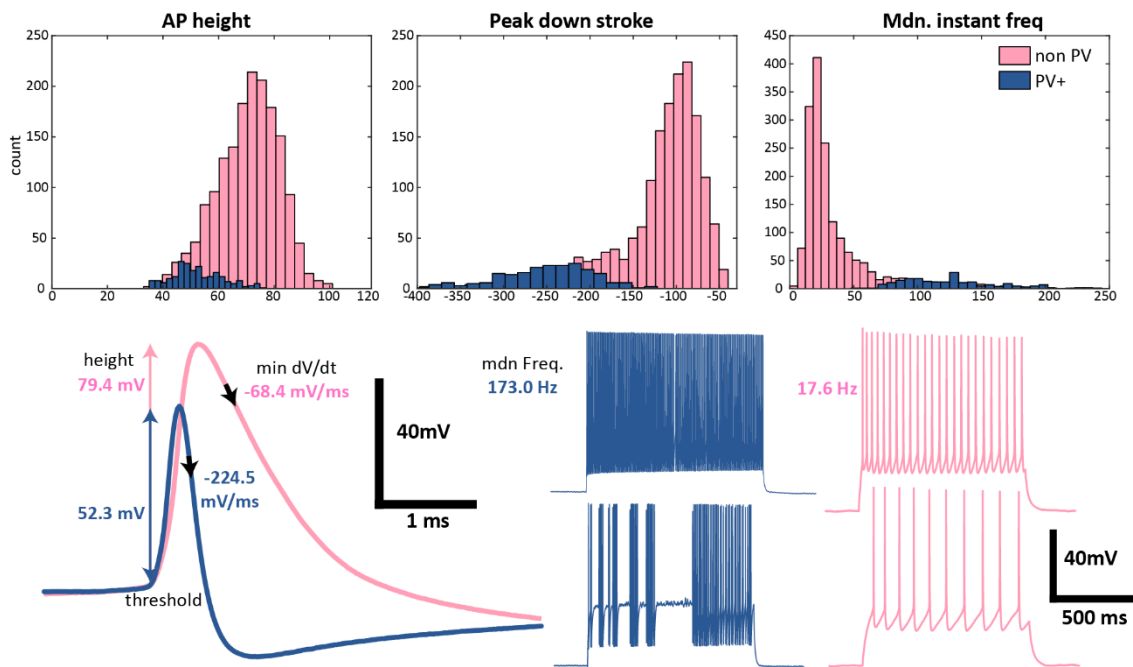 AP height
Peak down stroke
Mdn. instant freq
250
200
150
100
50
0
count
0
20
40
60
80
100
120
250
200
150
100
50
0
-400
-350
-250
-200
-150
-100
-50
450
400
350
300
250
200
150
100
50
0
0
50
100
150
200
250
non PV
PV+
height
79.4 mV
52.3 mV
threshold
min dV/dt
-68.4 mV/ms
-224.5
mV/ms
40mV
1 ms
mdn Freq.
173.0 Hz
17.6 Hz
40mV
500 ms